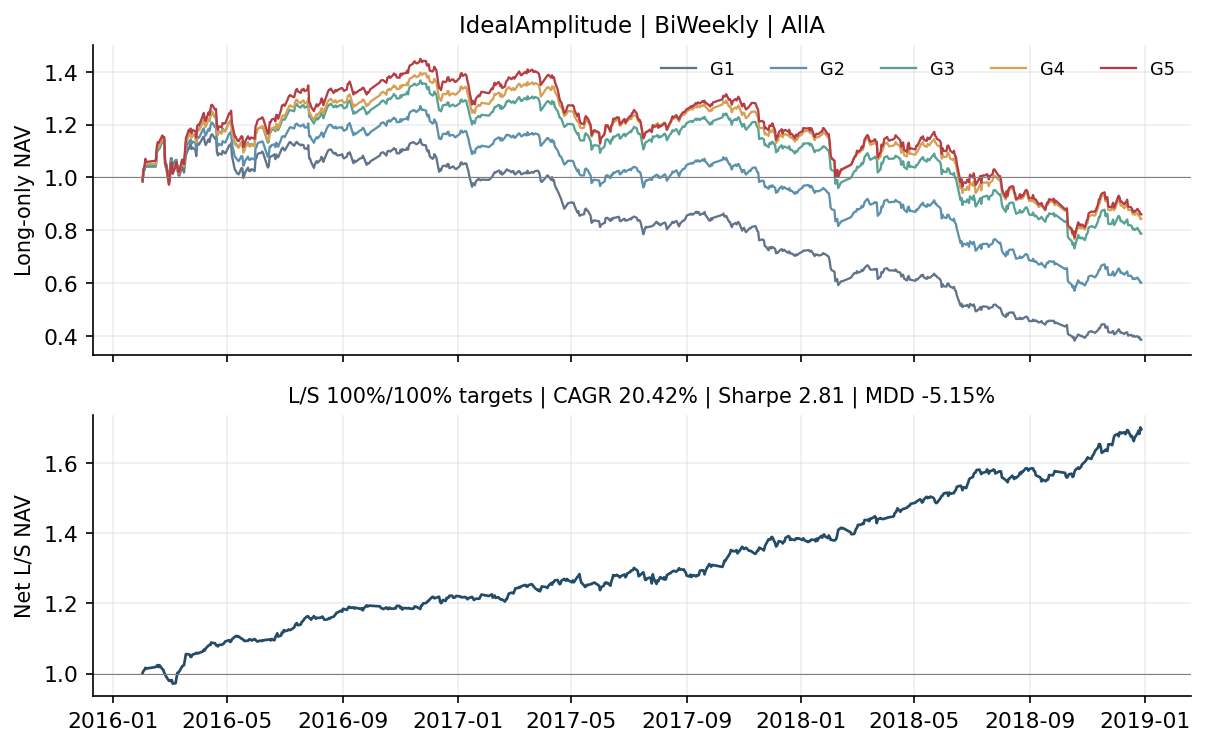 IdealAmplitude | BiWeekly | AllA
G1 G2 G3 G4 G5
Long-only NAV
1.4
1.2
1.0
0.8
0.6
0.4
L/S 100%/100% targets | CAGR 20.42% | Sharpe 2.81 | MDD -5.15%
Net L/S NAV
1.6
1.4
1.2
1.0
2016-01 2016-05 2016-09 2017-01 2017-05 2017-09 2018-01 2018-05 2018-09 2019-01